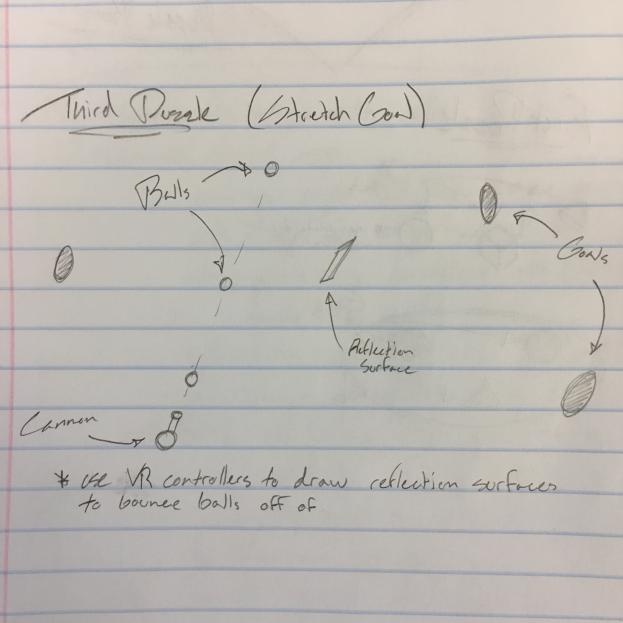 Third Puzzle (Stretch Goal)
Balls
Goals
Reflection
Surface
Cannon
* use VR controllers to draw reflection surfaces
to bounce balls off of